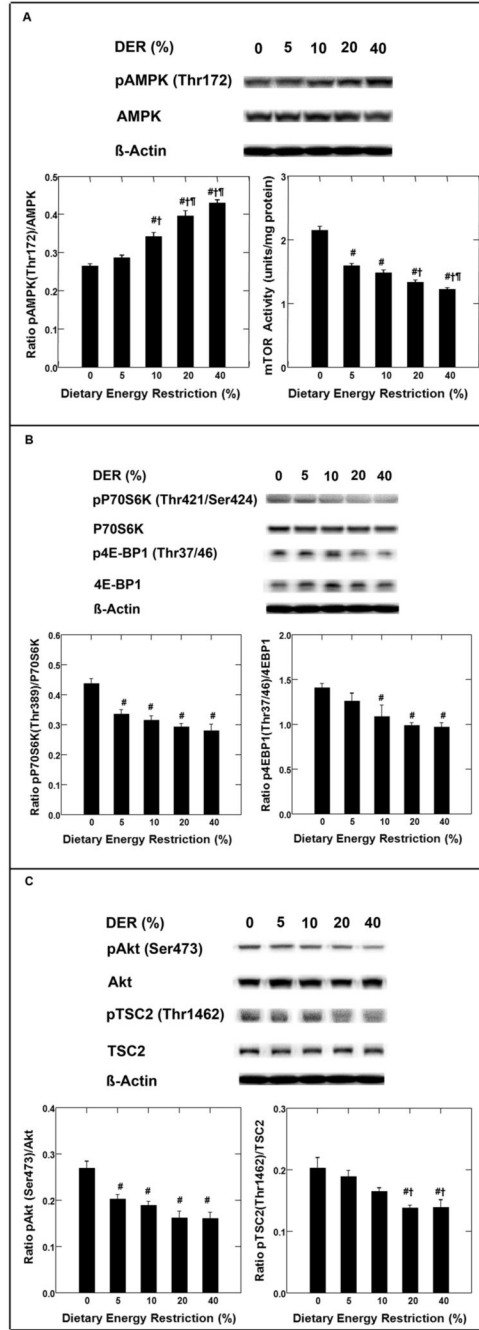 A
DER (%) 0 5 10 20 40
pAMPK (Thr172)
AMPK
ß-Actin
Ratio pAMPK(Thr172)/AMPK
0.5
0.4
0.3
0.2
0.1
0.0
#† #†¶ #†¶
0 5 10 20 40
Dietary Energy Restriction (%)
mTOR Activity (units/mg protein)
3
2
1
0
# # #† #†¶
0 5 10 20 40
Dietary Energy Restriction (%)
B
DER (%) 0 5 10 20 40
pP70S6K (Thr421/Ser424)
P70S6K
p4E-BP1 (Thr37/46)
4E-BP1
ß-Actin
Ratio pP70S6K(Thr389)/P70S6K
0.6
0.5
0.4
0.3
0.2
0.1
0.0
# # # #
0 5 10 20 40
Dietary Energy Restriction (%)
Ratio p4EBP1(Thr37/46)/4EBP1
2.0
1.5
1.0
0.5
0.0
# # #
0 5 10 20 40
Dietary Energy Restriction (%)
C
DER (%) 0 5 10 20 40
pAkt (Ser473)
Akt
pTSC2 (Thr1462)
TSC2
ß-Actin
Ratio pAkt (Ser473)/Akt
0.4
0.3
0.2
0.1
0.0
# # # #
0 5 10 20 40
Dietary Energy Restriction (%)
Ratio pTSC2(Thr1462)/TSC2
0.3
0.2
0.1
0.0
#† #†
0 5 10 20 40
Dietary Energy Restriction (%)